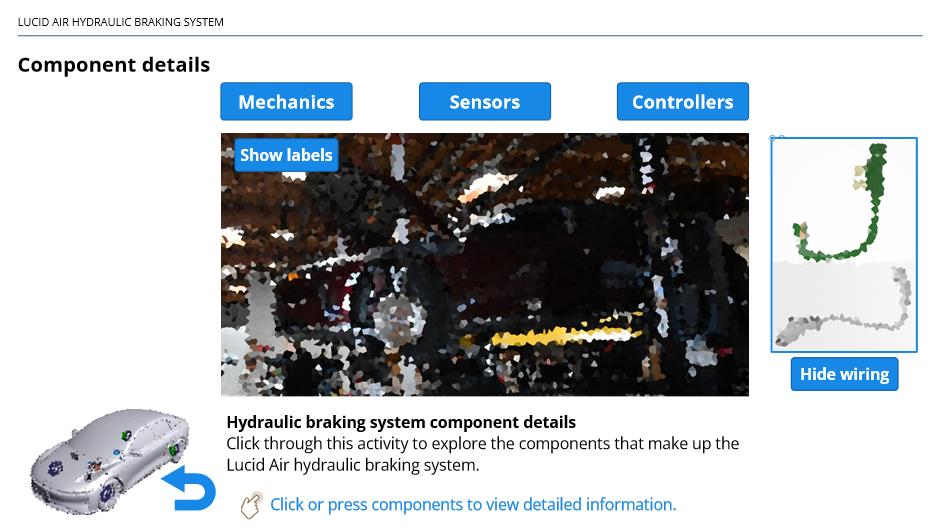 LUCID AIR HYDRAULIC BRAKING SYSTEM
Component details
Mechanics
Sensors
Controllers
Show labels
Hide wiring
Hydraulic braking system component details
Click through this activity to explore the components that make up the
Lucid Air hydraulic braking system.
Click or press components to view detailed information.